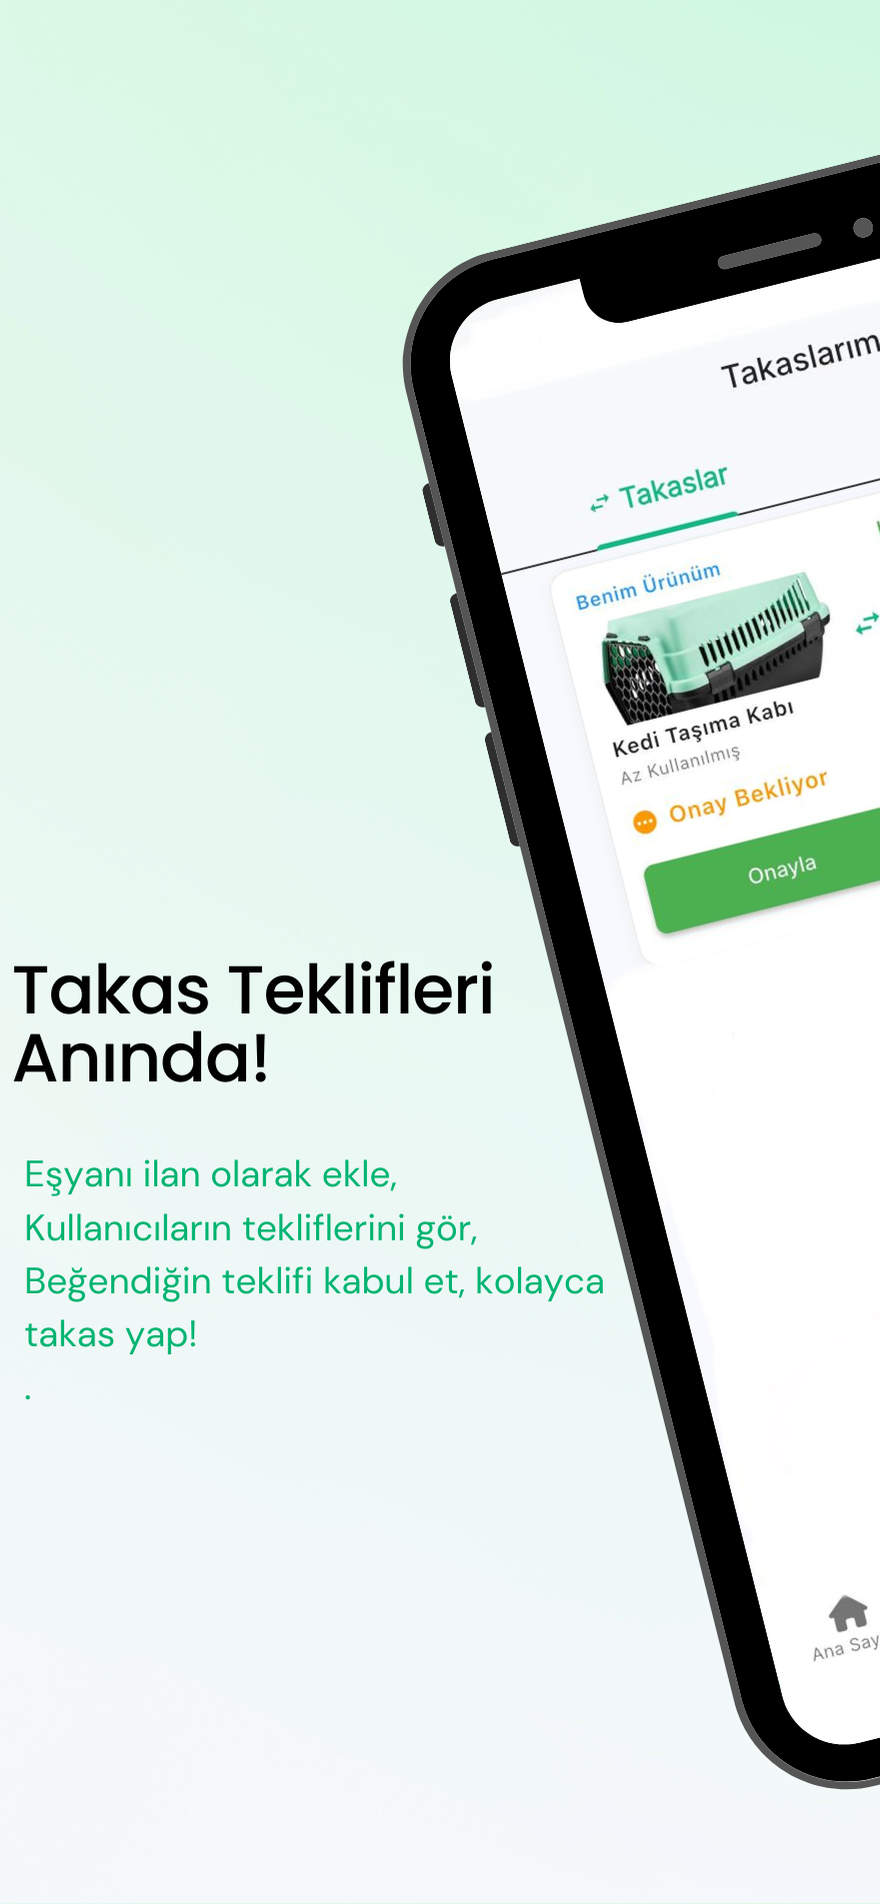 Takaslarım
Takaslar
Benim Ürünüm
Kedi Taşıma Kabı
Az Kullanılmış
Onay Bekliyor
Onayla
Takas Teklifleri
Anında!
Eşyanı ilan olarak ekle,
Kullanıcıların tekliflerini gör,
Beğendiğin teklifi kabul et, kolayca
takas yap!
.
Ana Say